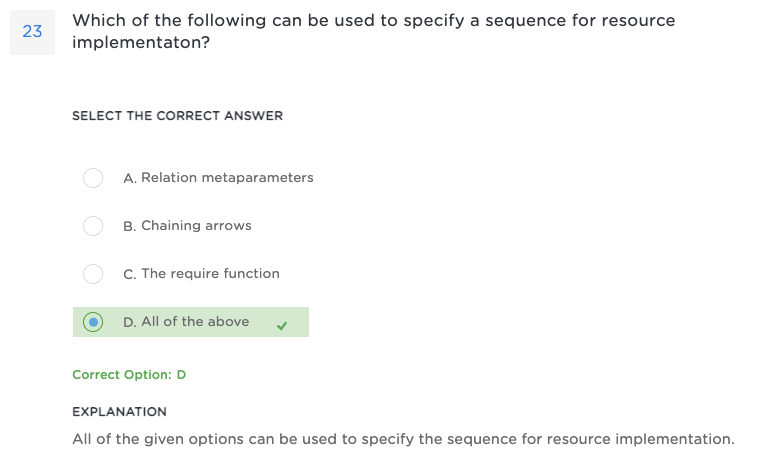 23
Which of the following can be used to specify a sequence for resource
implementaton?
SELECT THE CORRECT ANSWER
A. Relation metaparameters
B. Chaining arrows
C. The require function
D. All of the above
Correct Option: D
EXPLANATION
All of the given options can be used to specify the sequence for resource implementation.